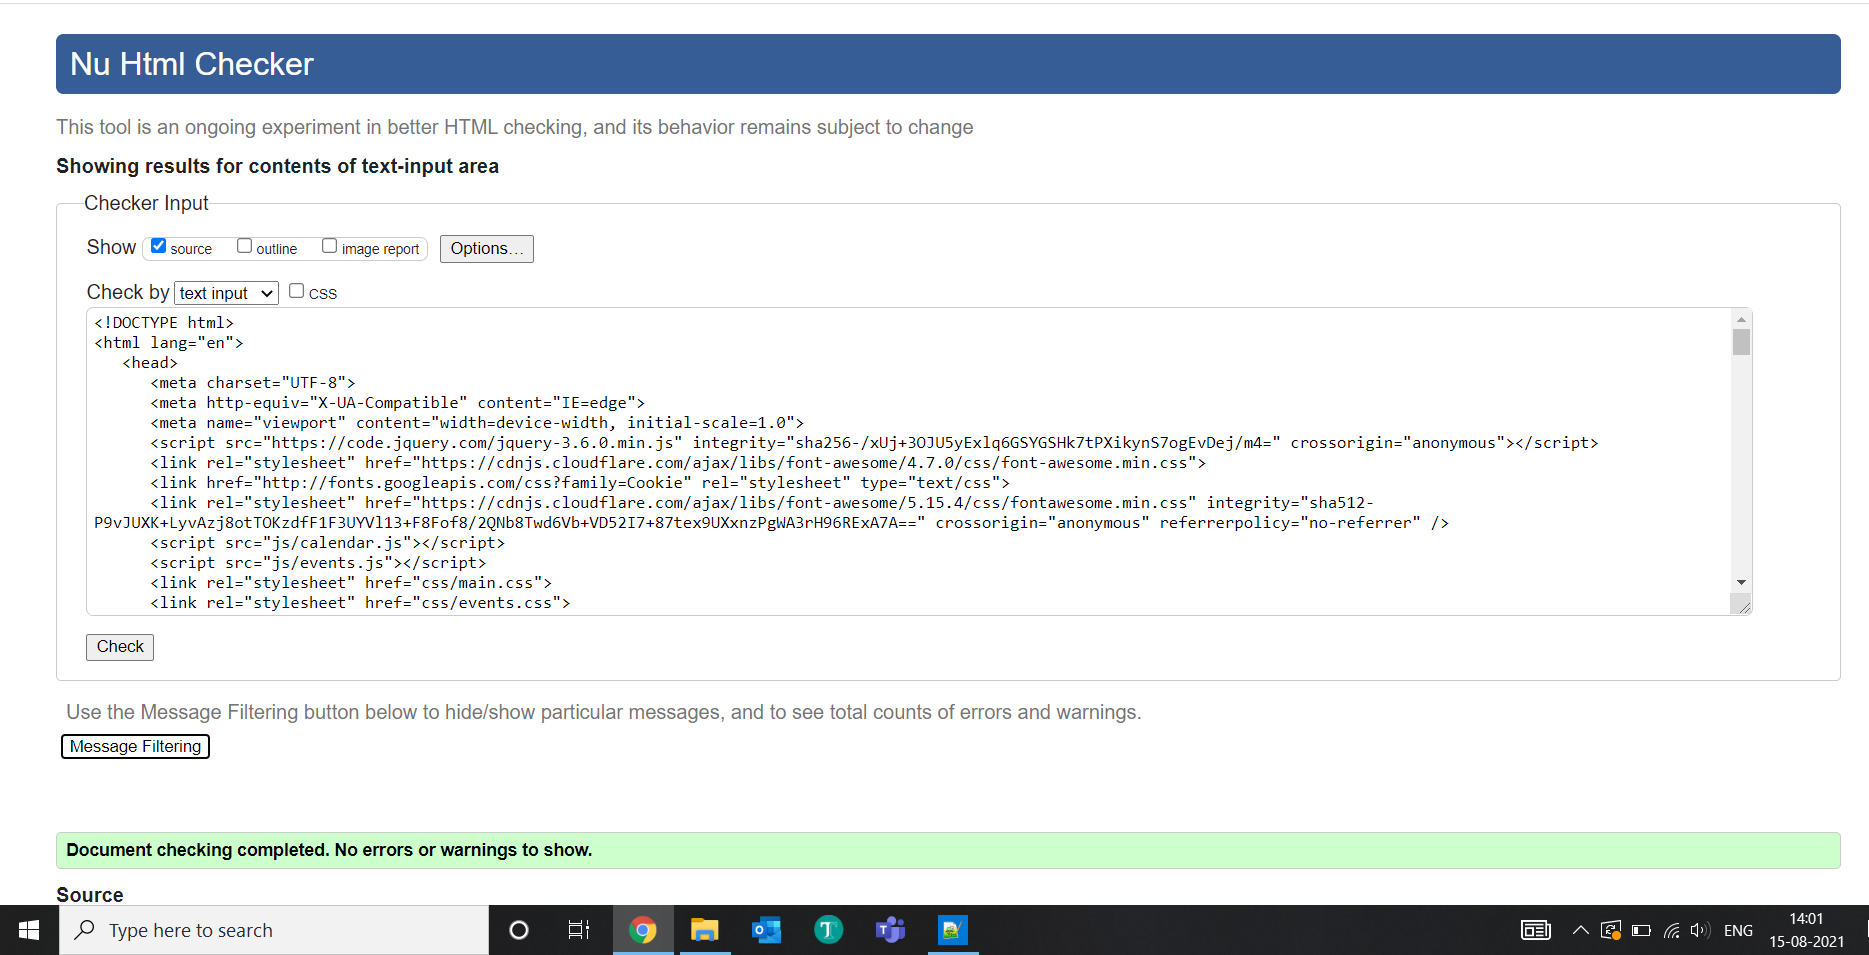 Nu Html Checker
This tool is an ongoing experiment in better HTML checking, and its behavior remains subject to change
Showing results for contents of text-input area
Checker Input
Show source outline image report Options...
Check by text input CSS
<!DOCTYPE html>
<html lang="en">
<head>
<meta charset="UTF-8">
<meta http-equiv="X-UA-Compatible" content="IE=edge">
<meta name="viewport" content="width=device-width, initial-scale=1.0">
<script src="https://code.jquery.com/jquery-3.6.0.min.js" integrity="sha256-/xUj+3OJU5yExlq6GSYGSHk7tPXikynS7ogEvDej/m4=" crossorigin="anonymous"></script>
<link rel="stylesheet" href="https://cdnjs.cloudflare.com/ajax/libs/font-awesome/4.7.0/css/font-awesome.min.css">
<link href="http://fonts.googleapis.com/css?family=Cookie" rel="stylesheet" type="text/css">
<link rel="stylesheet" href="https://cdnjs.cloudflare.com/ajax/libs/font-awesome/5.15.4/css/fontawesome.min.css" integrity="sha512-
P9vJUXK+LyvAzj8otTOKzdfF1F3UYVl13+F8Fof8/2QNb8Twd6Vb+VD52I7+87tex9UXxnzPgWA3rH96RExA7A==" crossorigin="anonymous" referrerpolicy="no-referrer" />
<script src="js/calendar.js"></script>
<script src="js/events.js"></script>
<link rel="stylesheet" href="css/main.css">
<link rel="stylesheet" href="css/events.css">
Check
Use the Message Filtering button below to hide/show particular messages, and to see total counts of errors and warnings.
Message Filtering
Document checking completed. No errors or warnings to show.
Source
Type here to search
ENG
14:01
15-08-2021